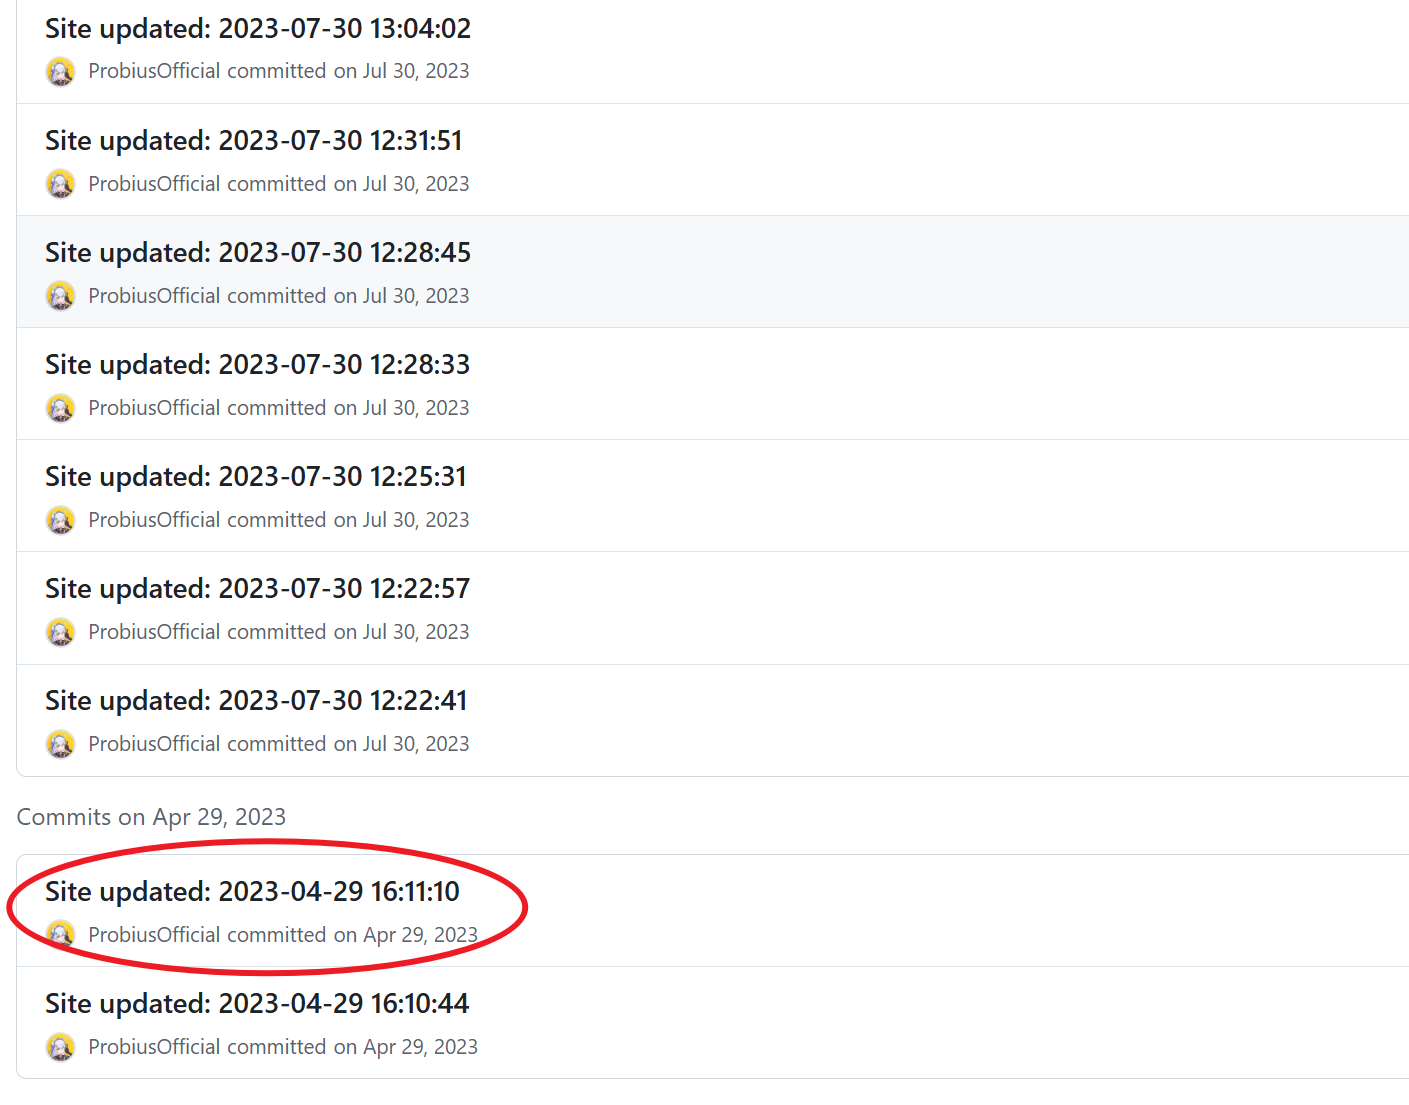 Site updated: 2023-07-30 13:04:02
ProbiusOfficial committed on Jul 30, 2023
Site updated: 2023-07-30 12:31:51
ProbiusOfficial committed on Jul 30, 2023
Site updated: 2023-07-30 12:28:45
ProbiusOfficial committed on Jul 30, 2023
Site updated: 2023-07-30 12:28:33
ProbiusOfficial committed on Jul 30, 2023
Site updated: 2023-07-30 12:25:31
ProbiusOfficial committed on Jul 30, 2023
Site updated: 2023-07-30 12:22:57
ProbiusOfficial committed on Jul 30, 2023
Site updated: 2023-07-30 12:22:41
ProbiusOfficial committed on Jul 30, 2023
Commits on Apr 29, 2023
Site updated: 2023-04-29 16:11:10
ProbiusOfficial committed on Apr 29, 2023
Site updated: 2023-04-29 16:10:44
ProbiusOfficial committed on Apr 29, 2023